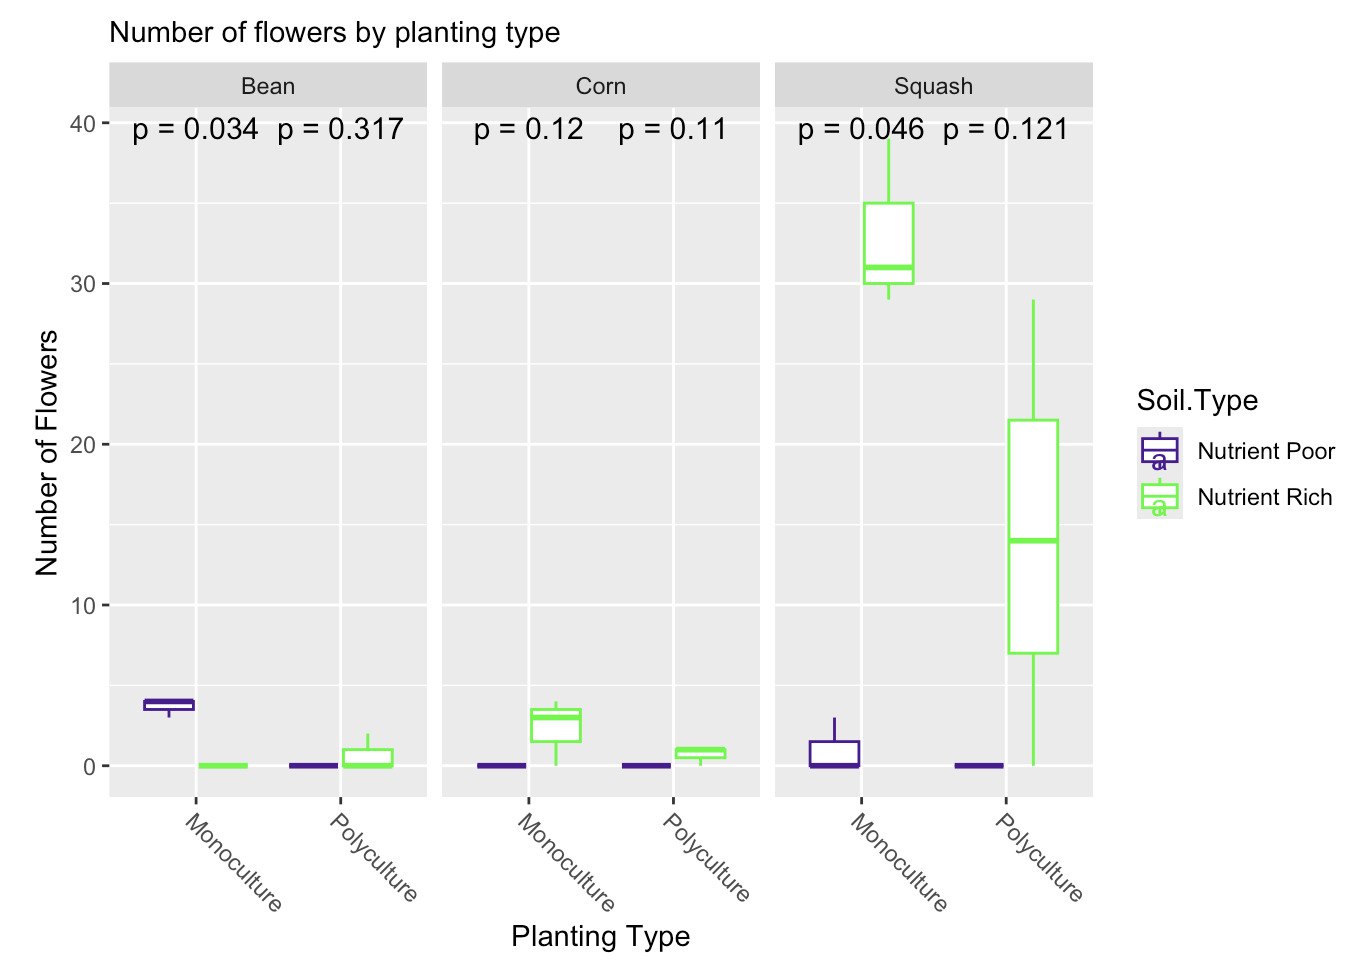 Number of flowers by planting type
Bean
Corn
Squash
p = 0.034
p = 0.317
p = 0.12
p = 0.11
p = 0.046
p = 0.121
40
30
20
10
0
Number of Flowers
Monoculture
Polyculture
Monoculture
Polyculture
Monoculture
Polyculture
Planting Type
Soil.Type
a Nutrient Poor
a Nutrient Rich